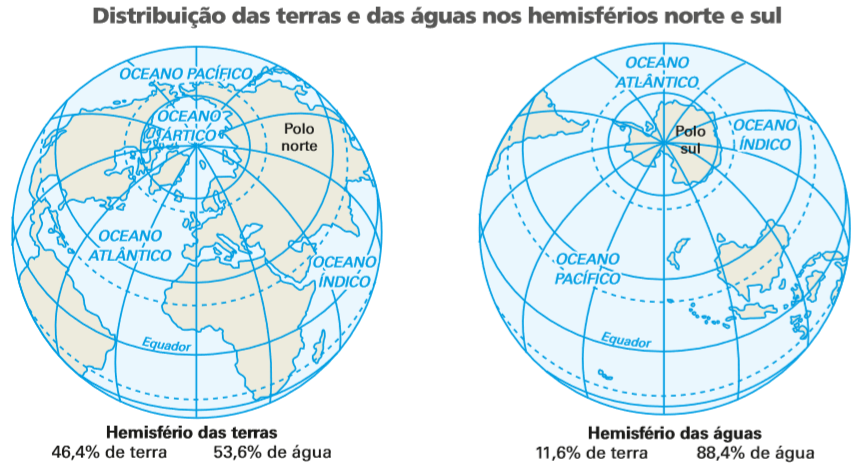 Distribuição das terras e das águas nos hemisférios norte e sul
OCEANO PACÍFICO
OCEANO
ÁRTICO
Polo
norte
OCEANO
ATLÂNTICO
OCEANO
ÍNDICO
Equador
Hemisfério das terras
46,4% de terra 53,6% de água
OCEANO
ATLÂNTICO
Polo
sul
OCEANO
ÍNDICO
OCEANO
PACÍFICO
Equador
Hemisfério das águas
11,6% de terra 88,4% de água